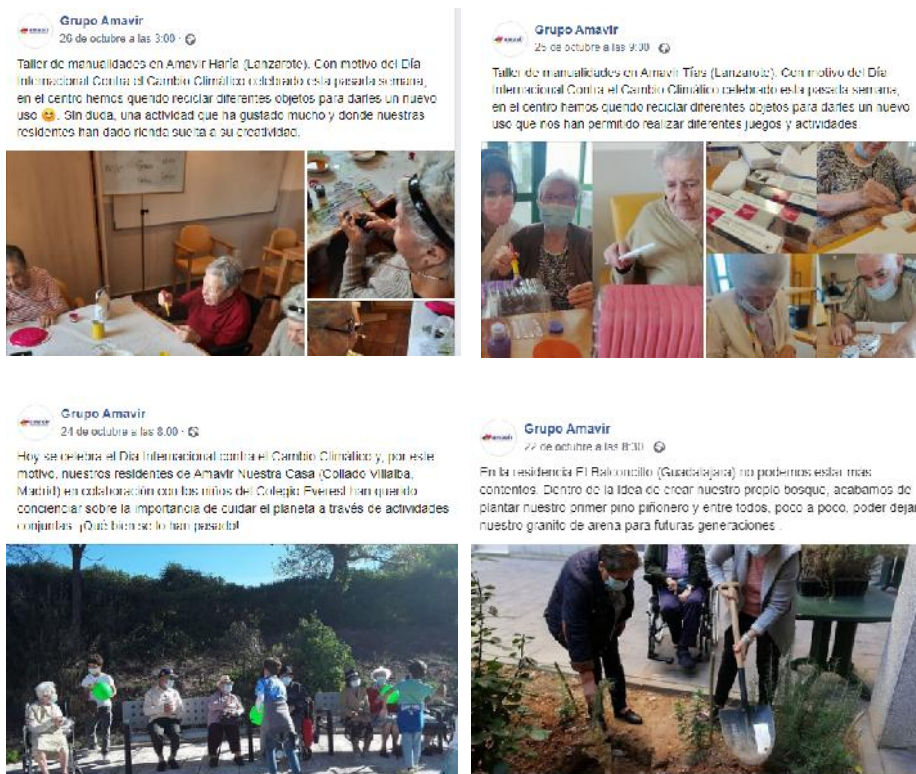 Grupo Amavir
26 de octubre a las 3:00
Taller de manualidades en Amavir Haría (Lanzarote). Con motivo del Día
Internacional Contra el Cambio Climático celebrado esta pasada semana,
en el centro hemos querido reciclar diferentes objetos para darles un nuevo
uso 😊. Sin duda, una actividad que ha gustado mucho y donde nuestras
residentes han dado rienda suelta a su creatividad.
Grupo Amavir
25 de octubre a las 9:00
Taller de manualidades en Amavir Tías (Lanzarote). Con motivo del Día
Internacional Contra el Cambio Climático celebrado esta pasada semana,
en el centro hemos querido reciclar diferentes objetos para darles un nuevo
uso que nos han permitido realizar diferentes juegos y actividades.
Grupo Amavir
24 de octubre a las 8:00
Hoy se celebra el Día Internacional contra el Cambio Climático y, por este
motivo, nuestros residentes de Amavir Nuestra Casa (Collado Villalba,
Madrid) en colaboración con los niños del Colegio Everest han querido
concienciar sobre la importancia de cuidar el planeta a través de actividades
conjuntas. ¡Qué bien se lo han pasado!
Grupo Amavir
22 de octubre a las 8:30
En la residencia El Balconcillo (Guadalajara) no podemos estar más
contentos. Dentro de la idea de crear nuestro propio bosque, acabamos de
plantar nuestro primer pino piñonero y entre todos, poco a poco, poder dejar
nuestro granito de arena para futuras generaciones .